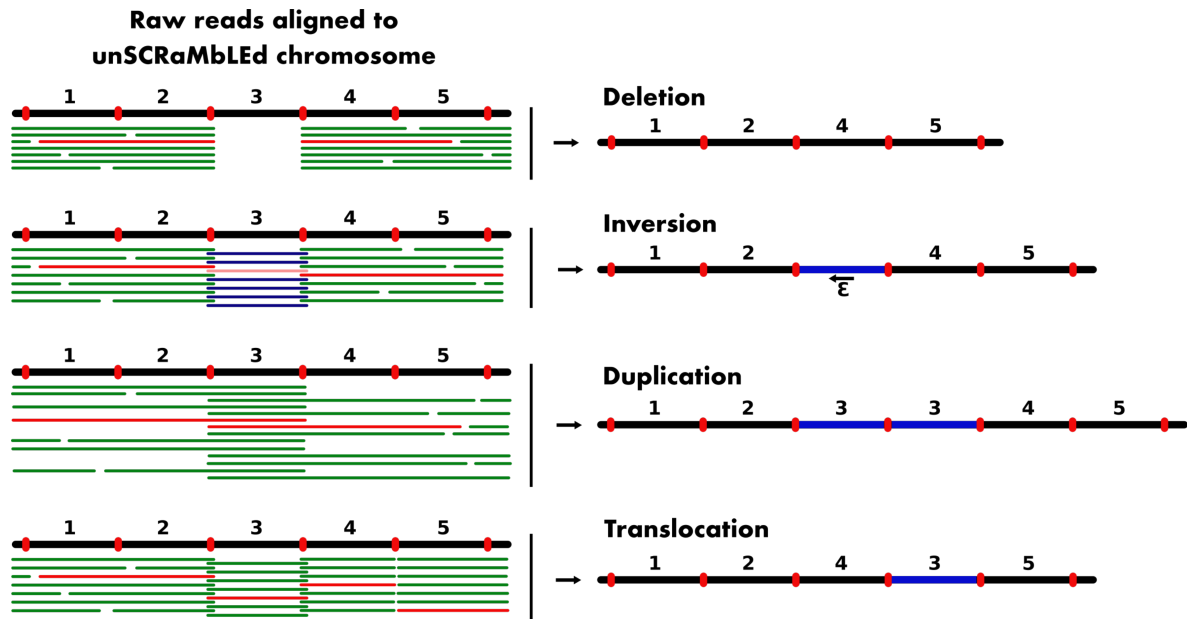 Raw reads aligned to
unSCRaMbLEd chromosome
1 2 3 4 5
Deletion
1 2 4 5
1 2 3 4 5
Inversion
1 2 3 4 5
1 2 3 4 5
Duplication
1 2 3 3 4 5
1 2 3 4 5
Translocation
1 2 4 3 5